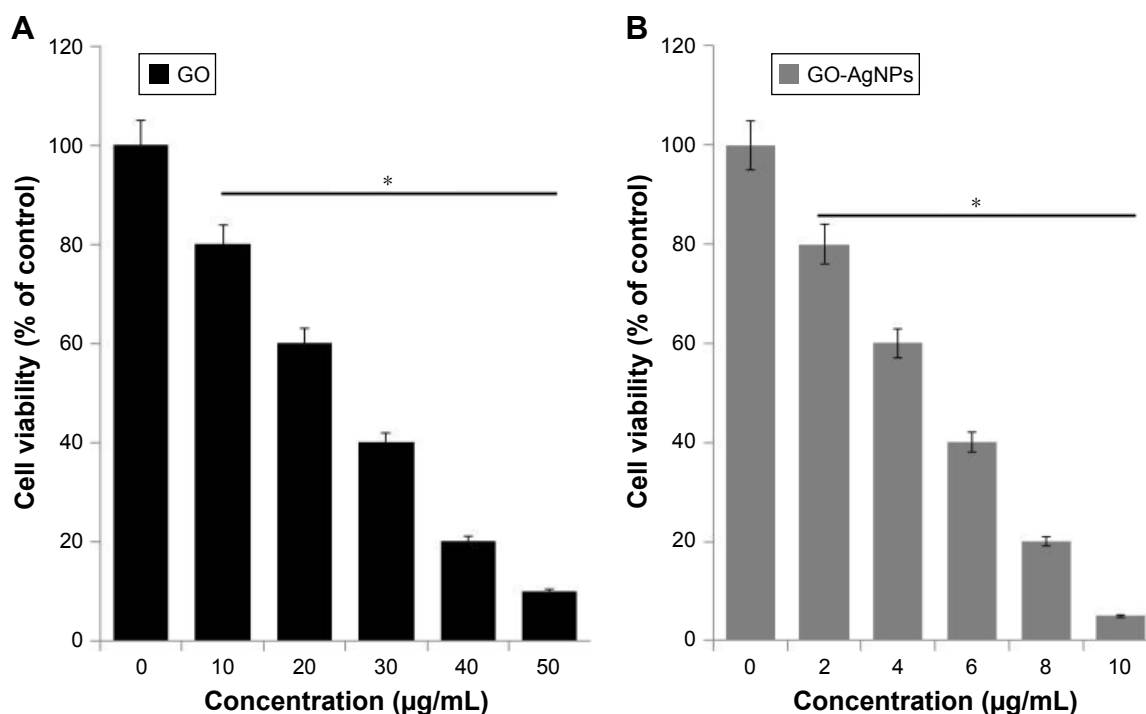 A
GO
Cell viability (% of control)
120
100
80
60
40
20
0
*
0 10 20 30 40 50
Concentration (µg/mL)
B
GO-AgNPs
Cell viability (% of control)
120
100
80
60
40
20
0
*
0 2 4 6 8 10
Concentration (µg/mL)